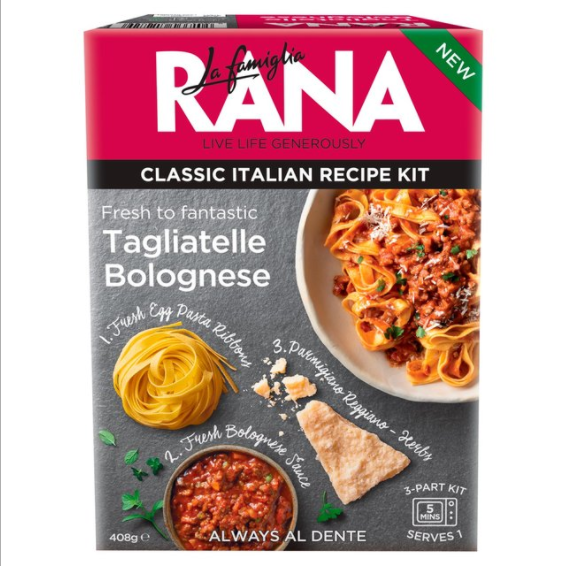 La famiglia
RANA
NEW
LIVE LIFE GENEROUSLY
CLASSIC ITALIAN RECIPE KIT
Fresh to fantastic
Tagliatelle
Bolognese
1. Fresh Egg Pasta Ribbons
3. Parmigiano Reggiano - Herbs
2. Fresh Bolognese Sauce
3-PART KIT
5
MINS
SERVES 1
408g e
ALWAYS AL DENTE